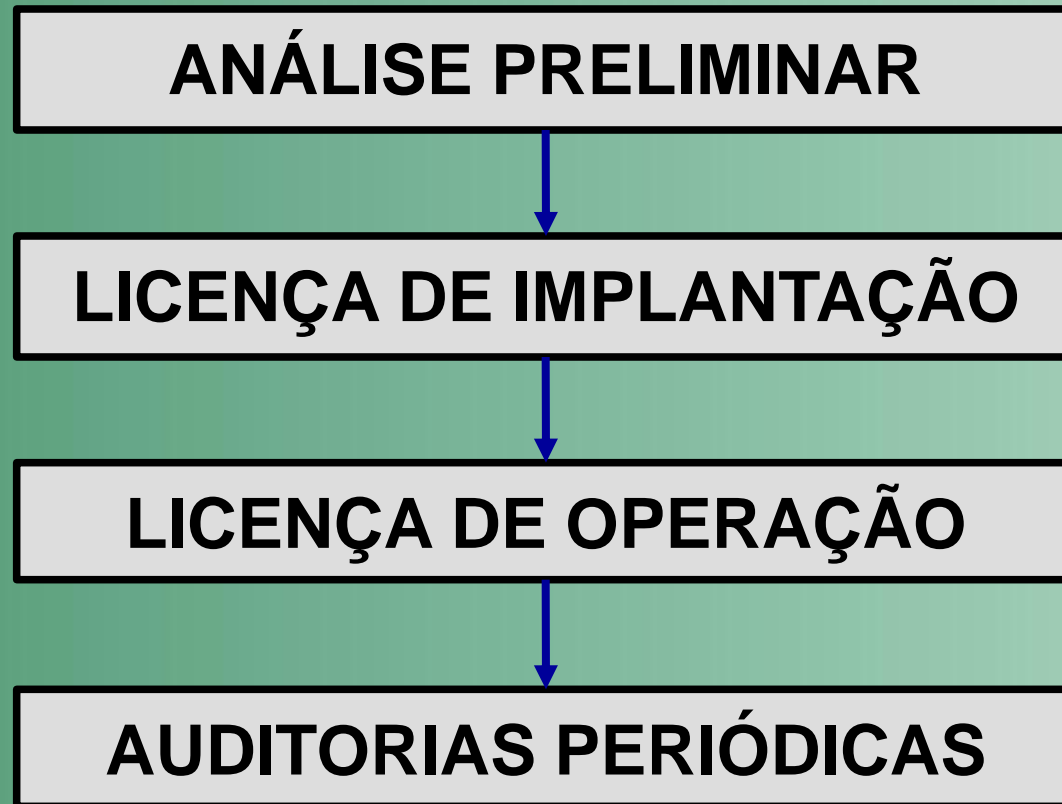 ANÁLISE PRELIMINAR
LICENÇA DE IMPLANTAÇÃO
LICENÇA DE OPERAÇÃO
AUDITORIAS PERIÓDICAS